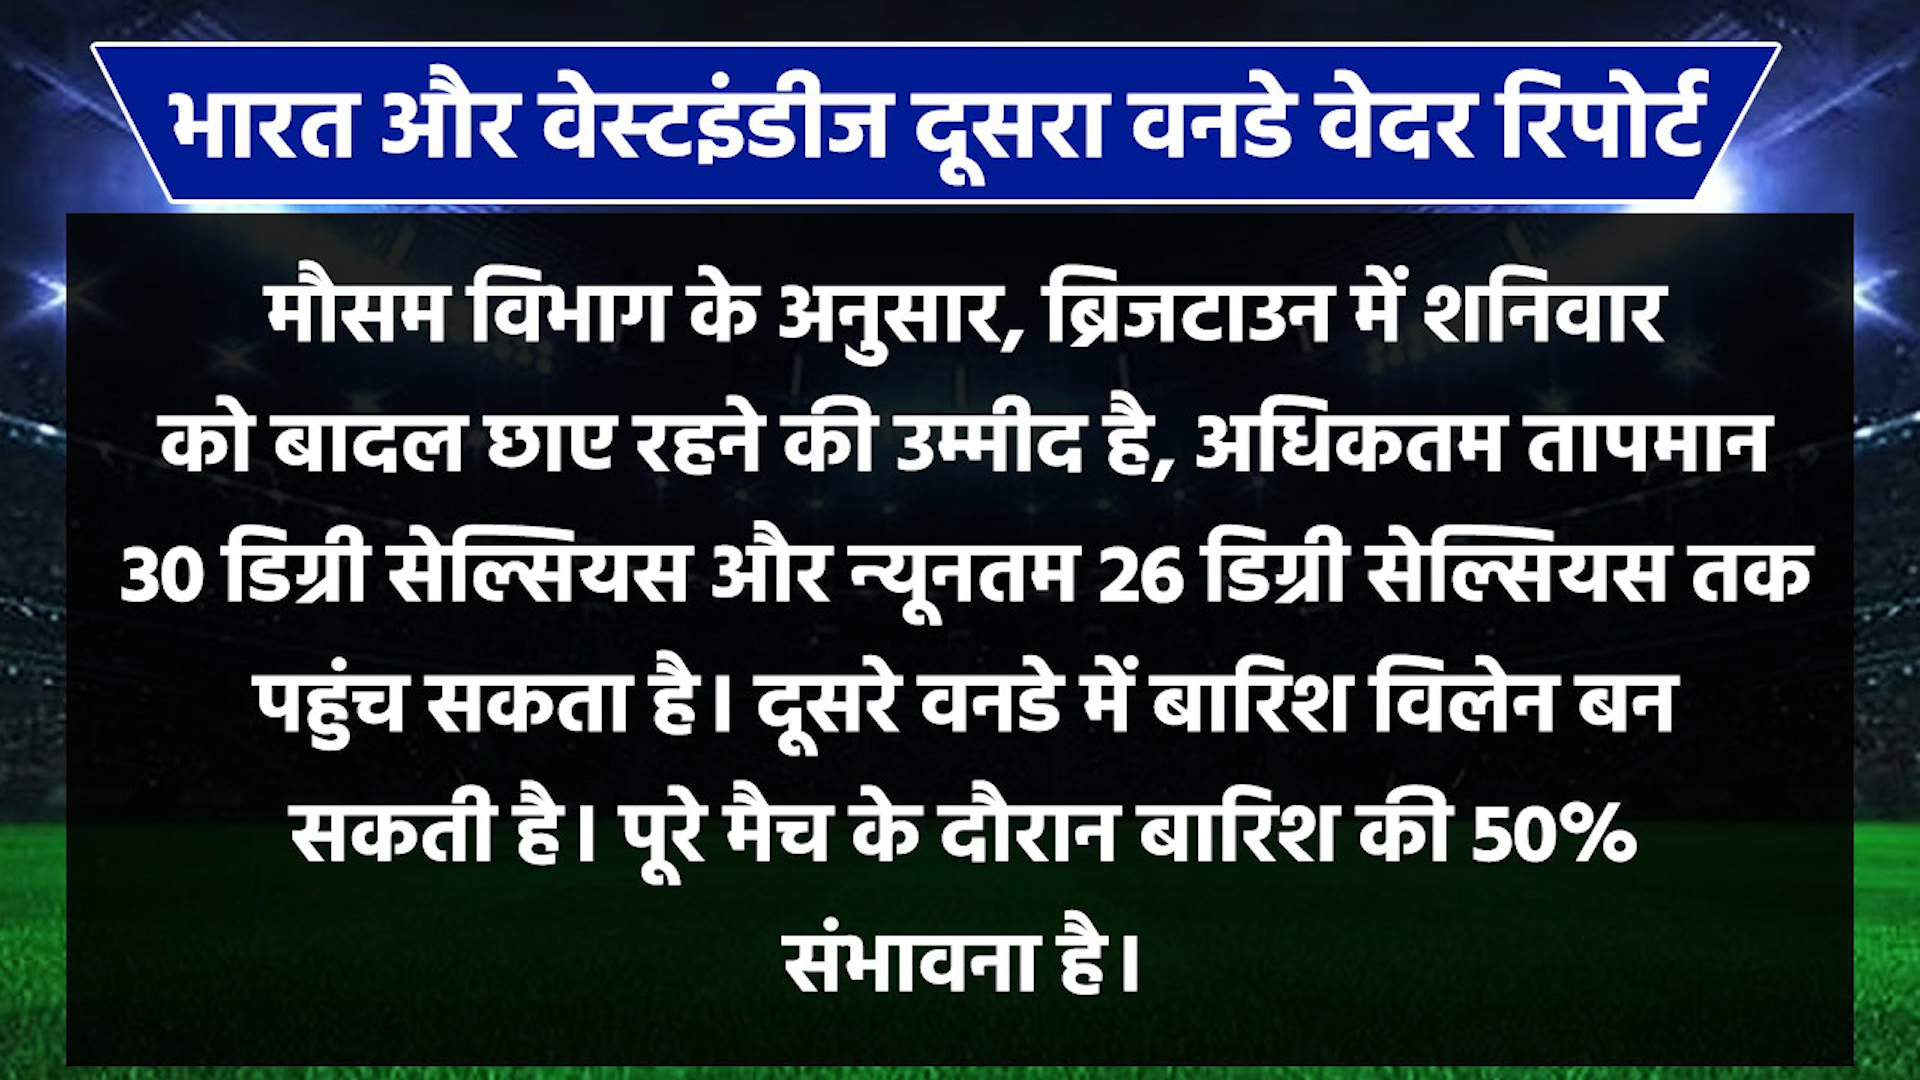 भारत और वेस्टइंडीज दूसरा वनडे वेदर रिपोर्ट
मौसम विभाग के अनुसार, ब्रिजटाउन में शनिवार
को बादल छाए रहने की उम्मीद है, अधिकतम तापमान
30 डिग्री सेल्सियस और न्यूनतम 26 डिग्री सेल्सियस तक
पहुंच सकता है। दूसरे वनडे में बारिश विलेन बन
सकती है। पूरे मैच के दौरान बारिश की 50%
संभावना है।